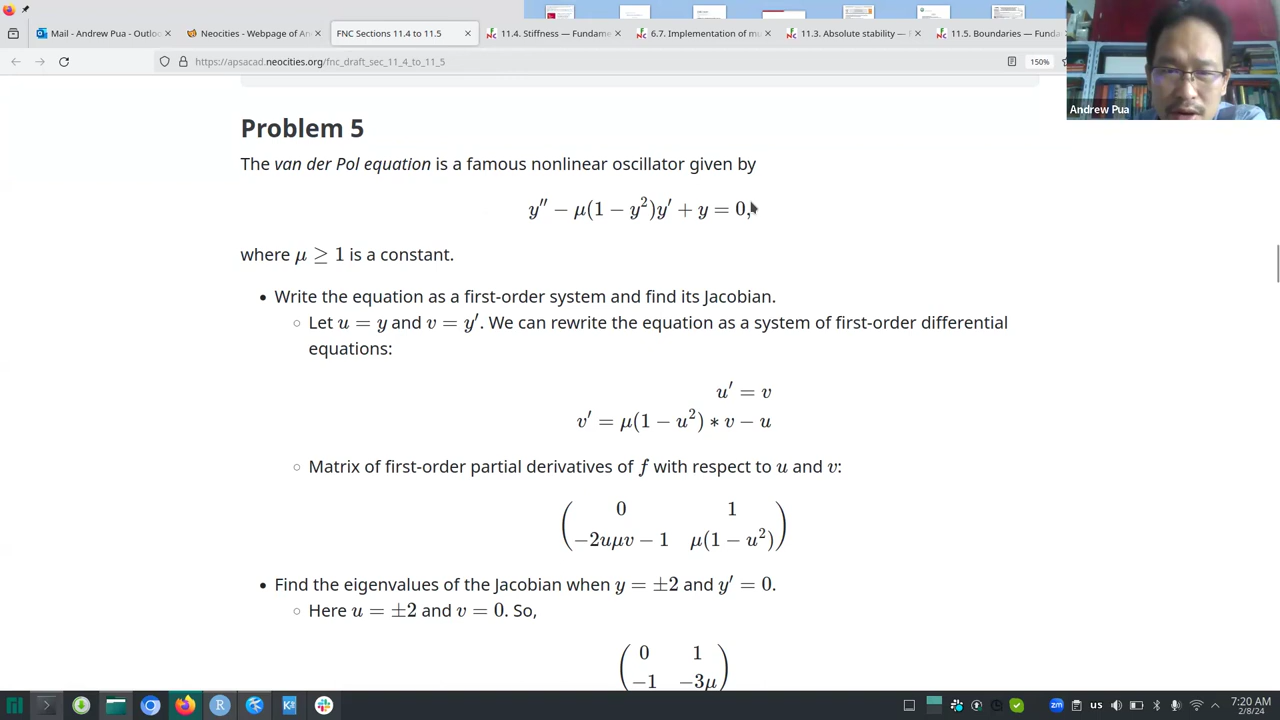 Mail - Andrew Pua - Outloo
Neocities - Webpage of An
FNC Sections 11.4 to 11.5
11.4. Stiffness — Fundame
6.7. Implementation of mu
11.3. Absolute stability —
11.5. Boundaries — Funda
https://apsacad.neocities.org/fnc_draft_sec_11_4_to_11_5
150%
Andrew Pua
Problem 5
The van der Pol equation is a famous nonlinear oscillator given by
y″ − μ(1 − y²)y′ + y = 0,
where μ ≥ 1 is a constant.
• Write the equation as a first-order system and find its Jacobian.
○ Let u = y and v = y′. We can rewrite the equation as a system of first-order differential
equations:
u′ = v
v′ = μ(1 − u²) ∗ v − u
○ Matrix of first-order partial derivatives of f with respect to u and v:
0 1
−2uμv − 1 μ(1 − u²)
• Find the eigenvalues of the Jacobian when y = ±2 and y′ = 0.
○ Here u = ±2 and v = 0. So,
0 1
−1 −3μ
us
7:20 AM
2/8/24